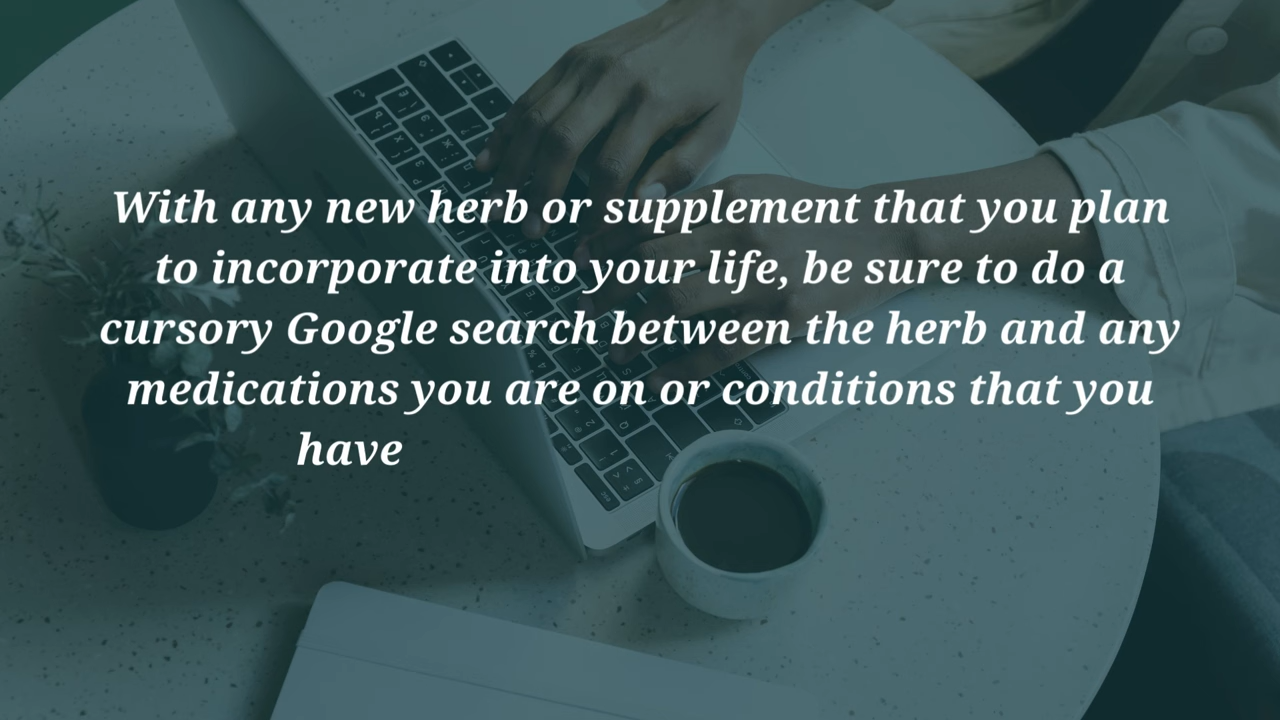 With any new herb or supplement that you plan
to incorporate into your life, be sure to do a
cursory Google search between the herb and any
medications you are on or conditions that you
have